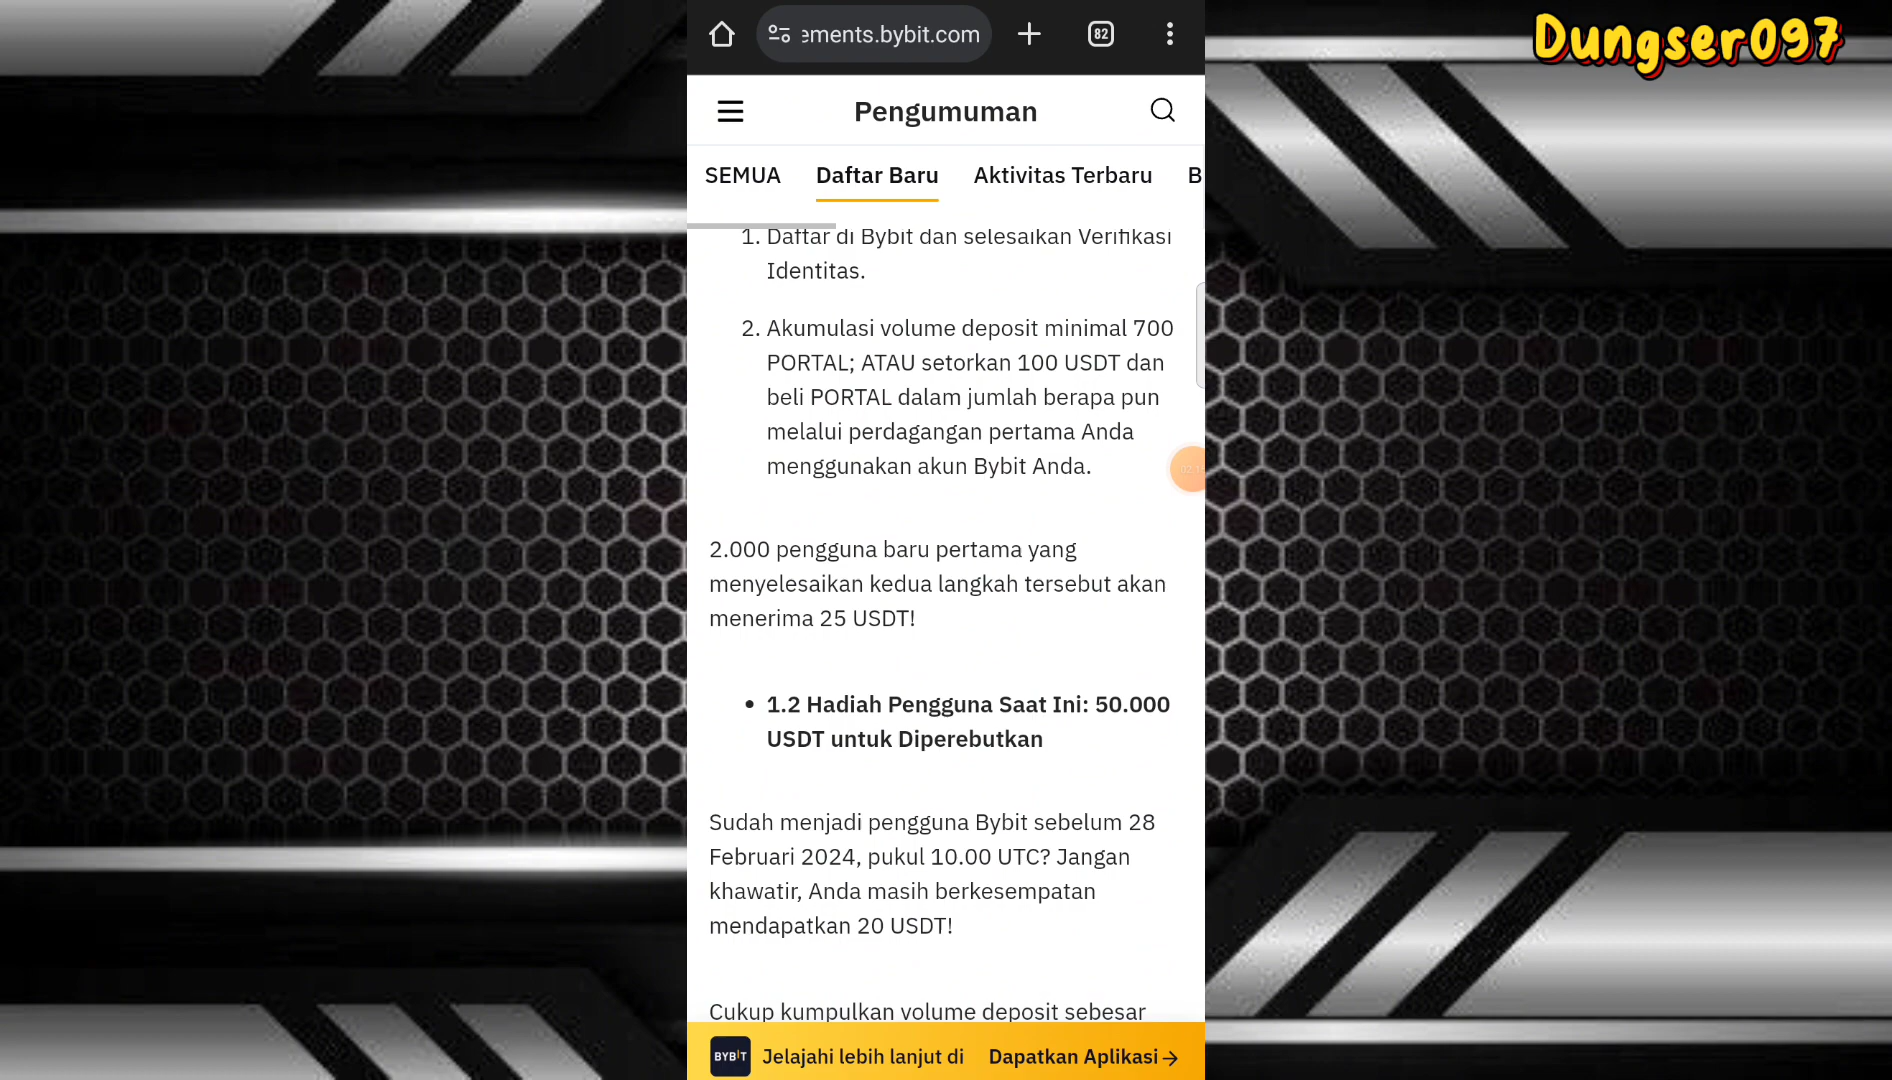 Dungser097
ements.bybit.com
82
Pengumuman
SEMUA Daftar Baru Aktivitas Terbaru B
1. Daftar di Bybit dan selesaikan Verifikasi
Identitas.
2. Akumulasi volume deposit minimal 700
PORTAL; ATAU setorkan 100 USDT dan
beli PORTAL dalam jumlah berapa pun
melalui perdagangan pertama Anda
menggunakan akun Bybit Anda.
2.000 pengguna baru pertama yang
menyelesaikan kedua langkah tersebut akan
menerima 25 USDT!
• 1.2 Hadiah Pengguna Saat Ini: 50.000
USDT untuk Diperebutkan
Sudah menjadi pengguna Bybit sebelum 28
Februari 2024, pukul 10.00 UTC? Jangan
khawatir, Anda masih berkesempatan
mendapatkan 20 USDT!
Cukup kumpulkan volume deposit sebesar
BYBIT Jelajahi lebih lanjut di Dapatkan Aplikasi→